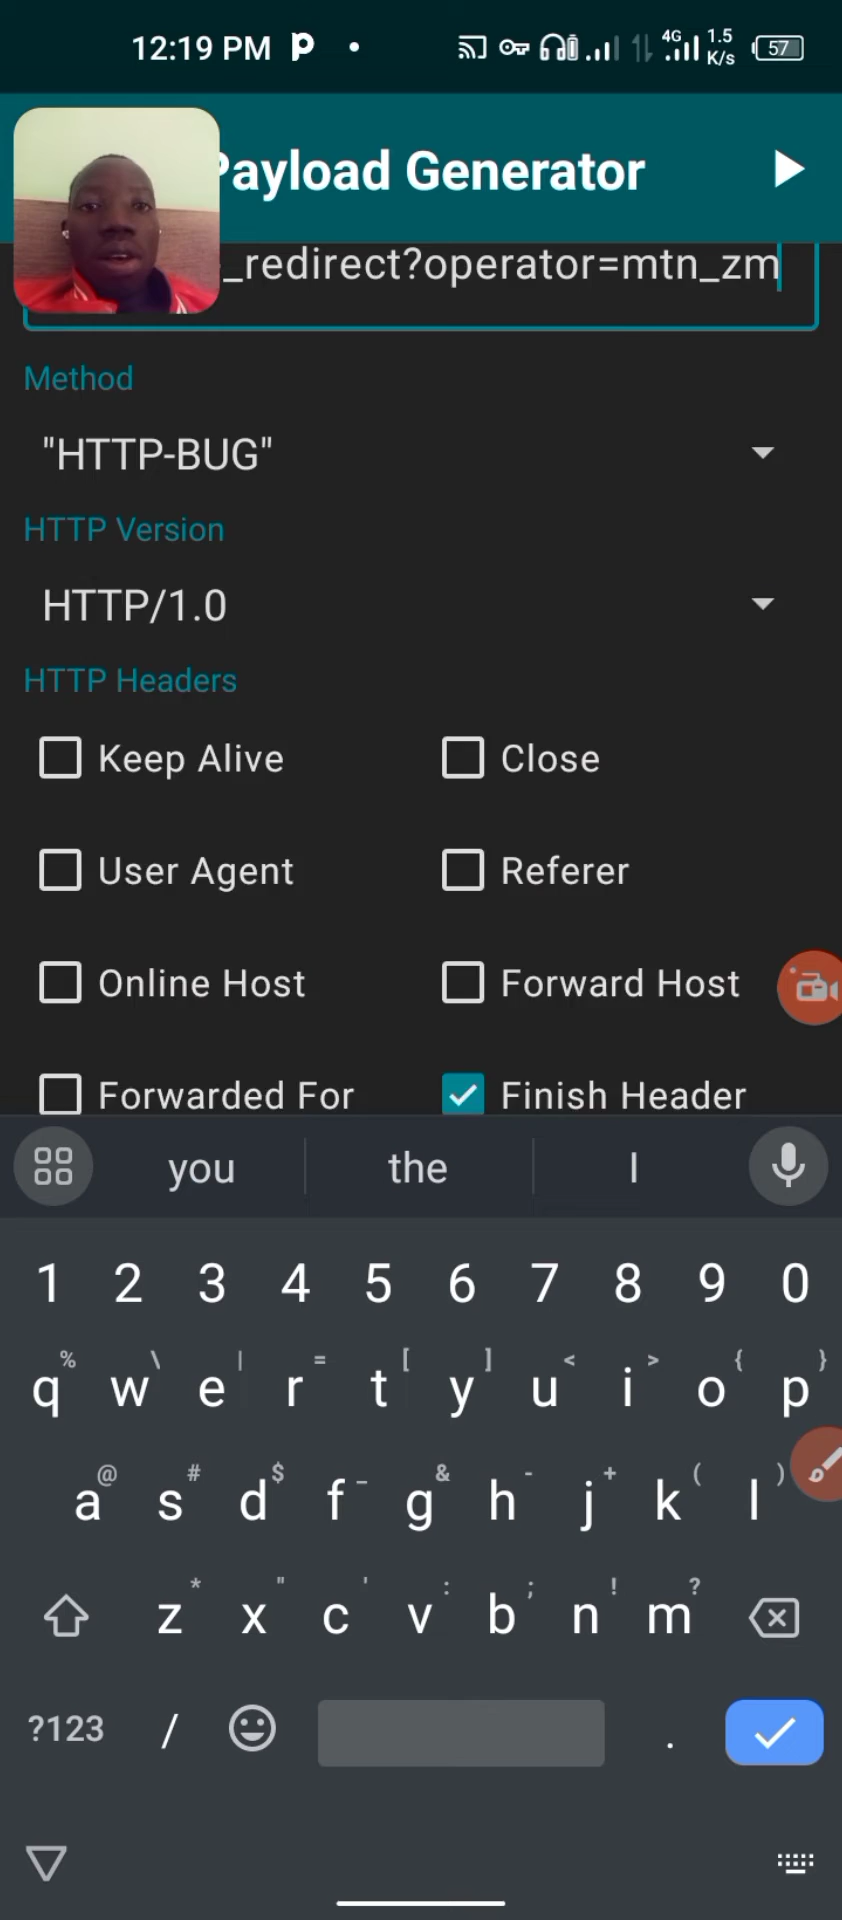 12:19 PM
4G 1.5 K/s 57
Payload Generator
_redirect?operator=mtn_zm
Method
"HTTP-BUG"
HTTP Version
HTTP/1.0
HTTP Headers
Keep Alive Close
User Agent Referer
Online Host Forward Host
Forwarded For Finish Header
you the I
1 2 3 4 5 6 7 8 9 0
% \ | = [ ] < > { }
q w e r t y u i o p
@ # $ _ & - + ( )
a s d f g h j k l
* " ' : ; ! ?
z x c v b n m
?123 / .